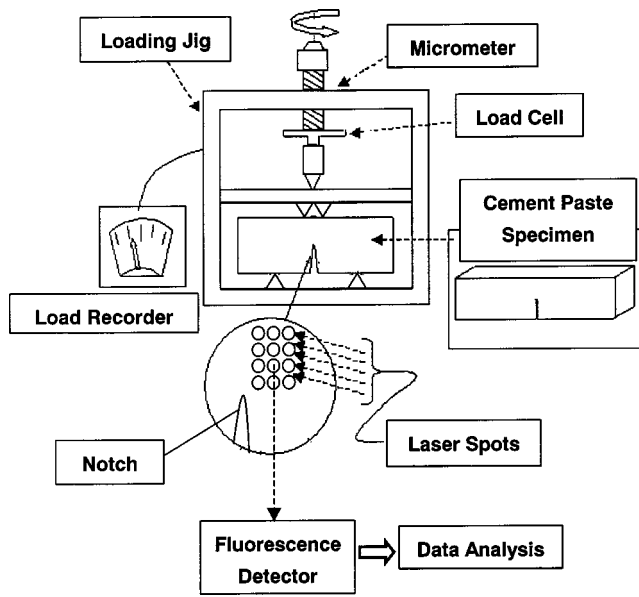 Loading Jig
Micrometer
Load Cell
Cement Paste
Specimen
Load Recorder
Notch
Laser Spots
Fluorescence
Detector
Data Analysis